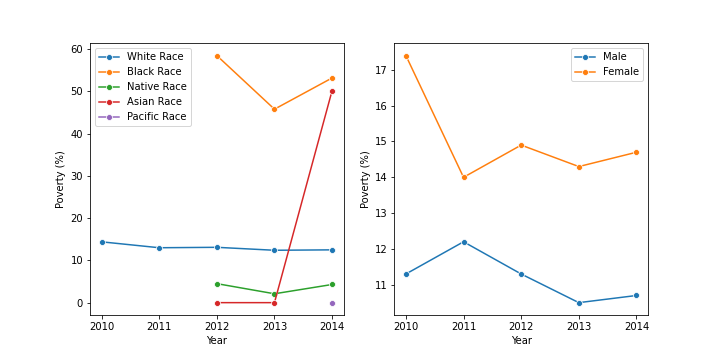 White Race
Black Race
Native Race
Asian Race
Pacific Race
60
50
40
30
20
10
0
Poverty (%)
2010 2011 2012 2013 2014
Year
Male
Female
17
16
15
14
13
12
11
Poverty (%)
2010 2011 2012 2013 2014
Year